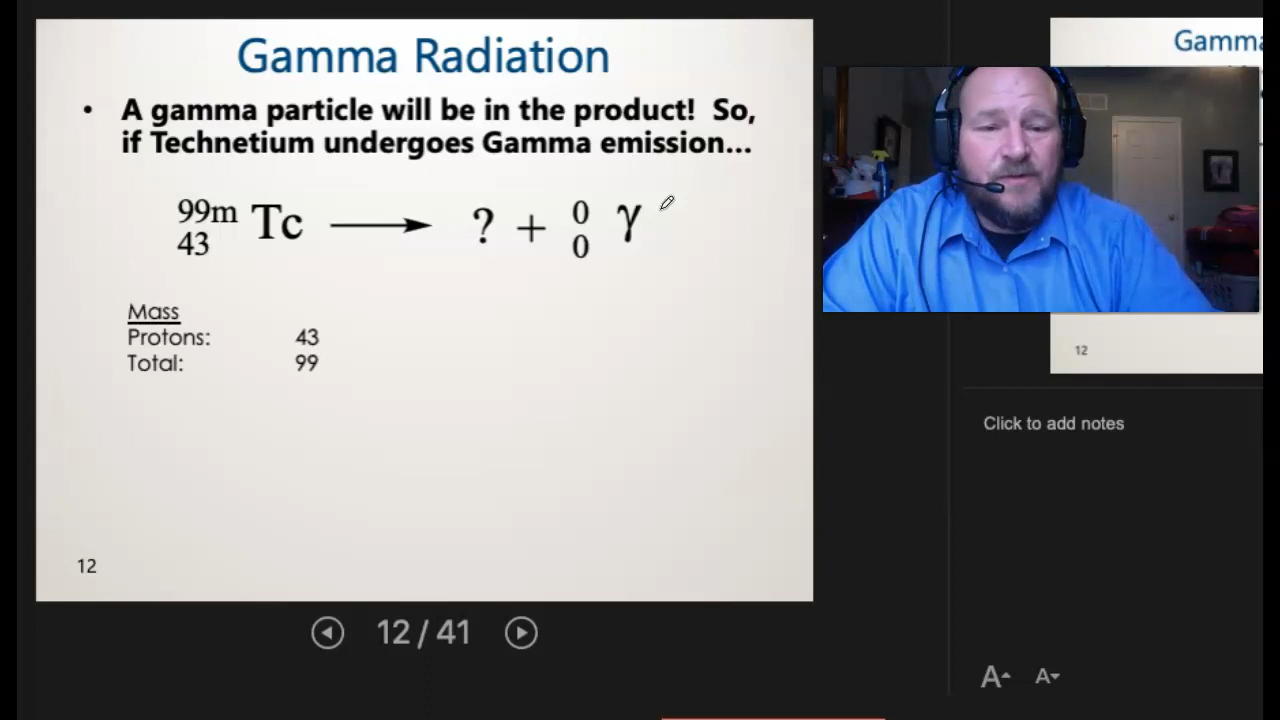 Gamma Radiation
• A gamma particle will be in the product! So,
if Technetium undergoes Gamma emission...
99m
43
Tc ⟶ ? + 0
0
γ
Mass
Protons: 43
Total: 99
12
12 / 41
Gamma
12
Click to add notes
A A